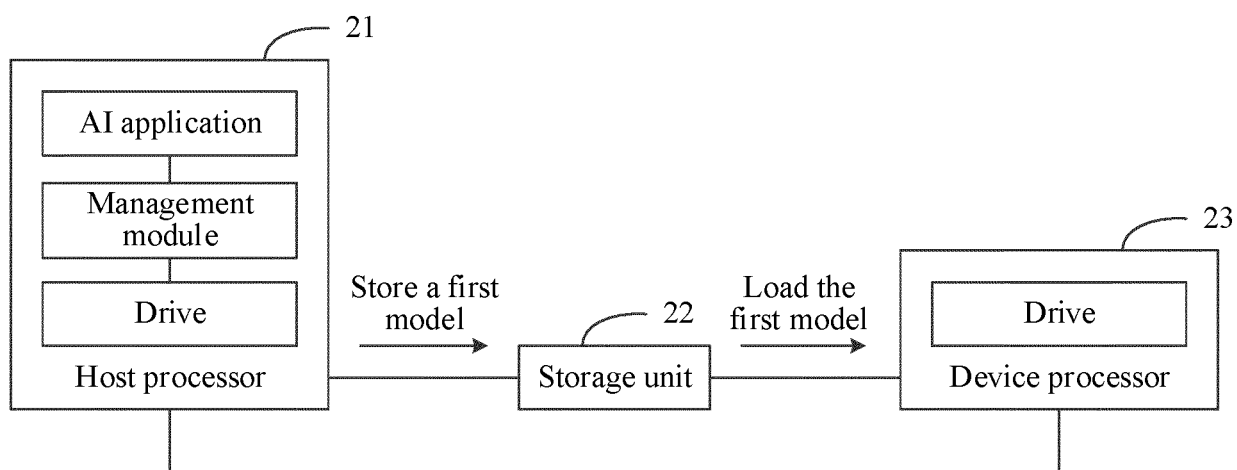 21
AI application
Management
module
Drive
Host processor
Store a first
model
22
Storage unit
Load the
first model
23
Drive
Device processor